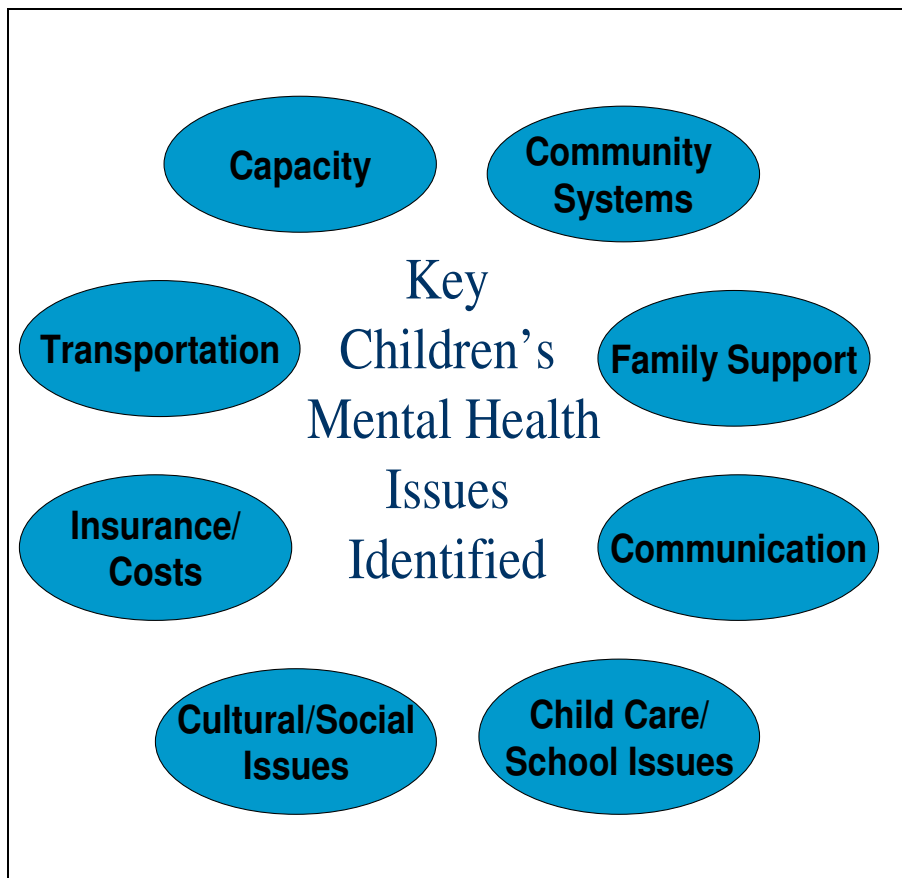 Capacity
Community
Systems
Key
Children’s
Mental Health
Issues
Identified
Transportation
Family Support
Insurance/
Costs
Communication
Cultural/Social
Issues
Child Care/
School Issues